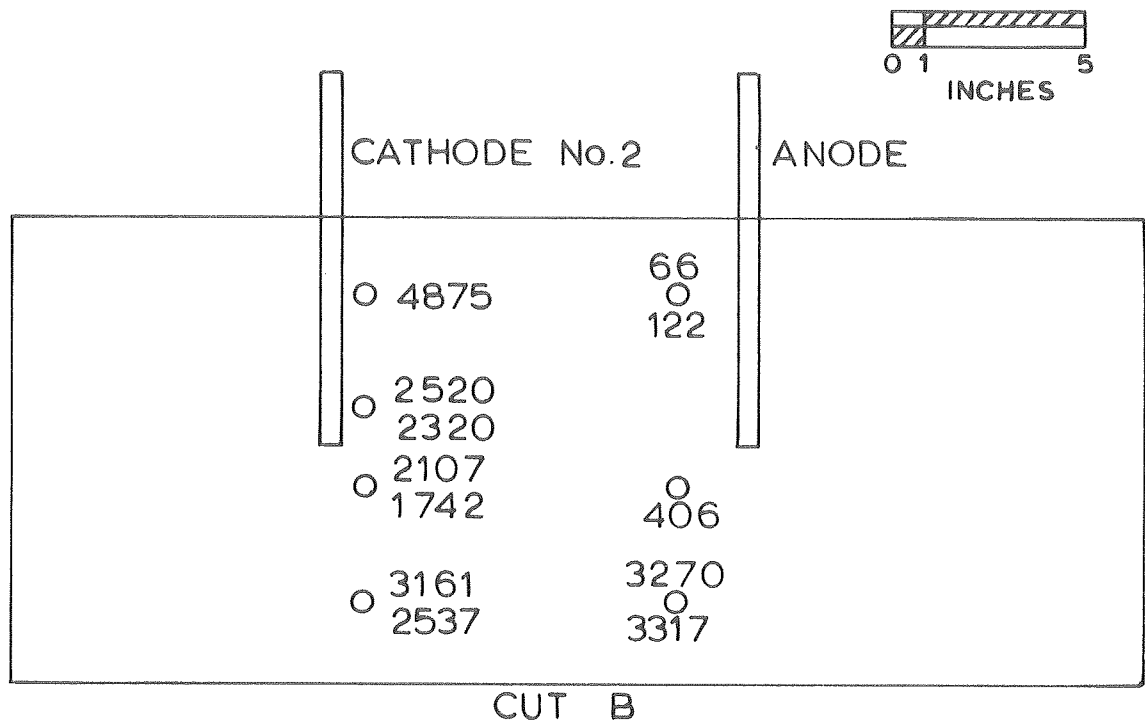 0 1 5
INCHES
CATHODE No.2
ANODE
4875
66
122
2520
2320
2107
1742
406
3161
2537
3270
3317
CUT B